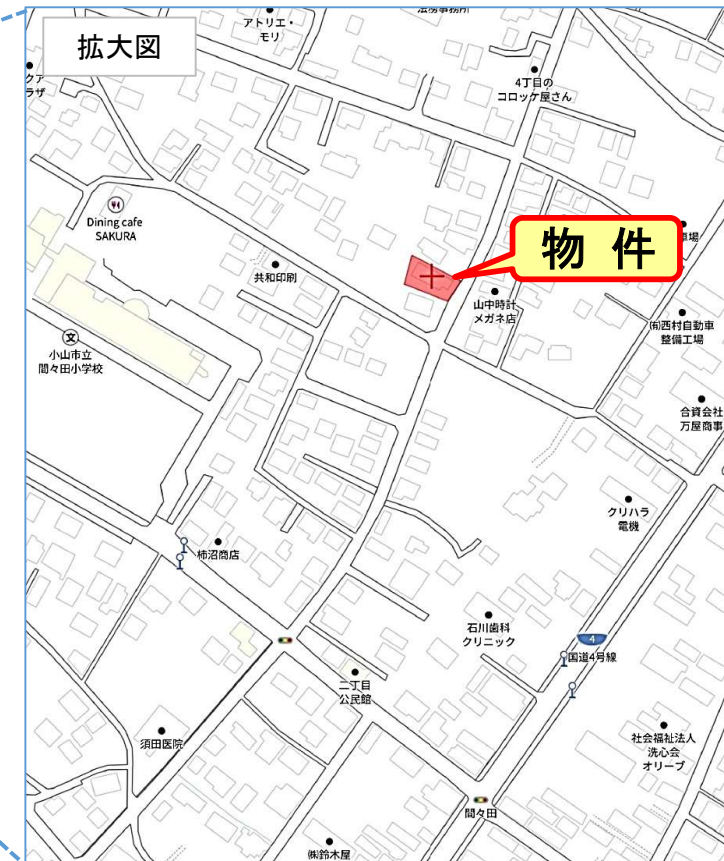 拡大図
アトリエ・
モリ
4丁目の
コロッケ屋さん
Dining cafe
SAKURA
物件
共和印刷
山中時計
メガネ店
㈲西村自動車
整備工場
小山市立
間々田小学校
合資会社
万屋商事
クリハラ
電機
柿沼商店
石川歯科
クリニック
4
国道4号線
二丁目
公民館
須田医院
社会福祉法人
洗心会
オリーブ
間々田
㈱鈴木屋